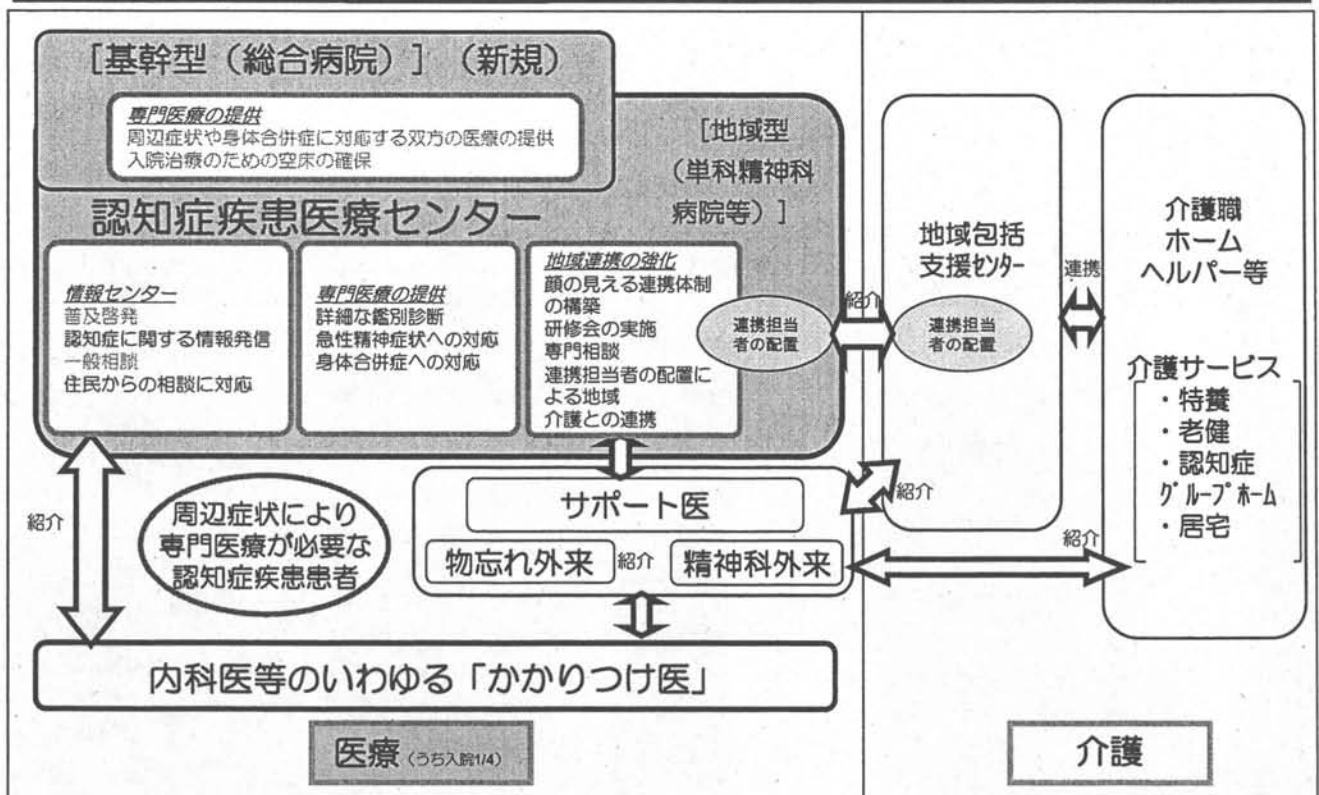 [基幹型（総合病院）]（新規）
専門医療の提供
周辺症状や身体合併症に対応する双方の医療の提供
入院治療のための空床の確保
[地域型
（単科精神科
病院等）]
認知症疾患医療センター
情報センター
普及啓発
認知症に関する情報発信
一般相談
住民からの相談に対応
専門医療の提供
詳細な鑑別診断
急性精神症状への対応
身体合併症への対応
地域連携の強化
顔の見える連携体制
の構築
研修会の実施
専門相談
連携担当者の配置に
よる地域
介護との連携
連携担当
者の配置
紹介
地域包括
支援センター
連携担当
者の配置
連携
介護職
ホーム
ヘルパー等
介護サービス
・特養
・老健
・認知症
グループホーム
・居宅
紹介
周辺症状により
専門医療が必要な
認知症疾患患者
サポート医
物忘れ外来
紹介
精神科外来
紹介
紹介
内科医等のいわゆる「かかりつけ医」
医療（うち入院1/4）
介護